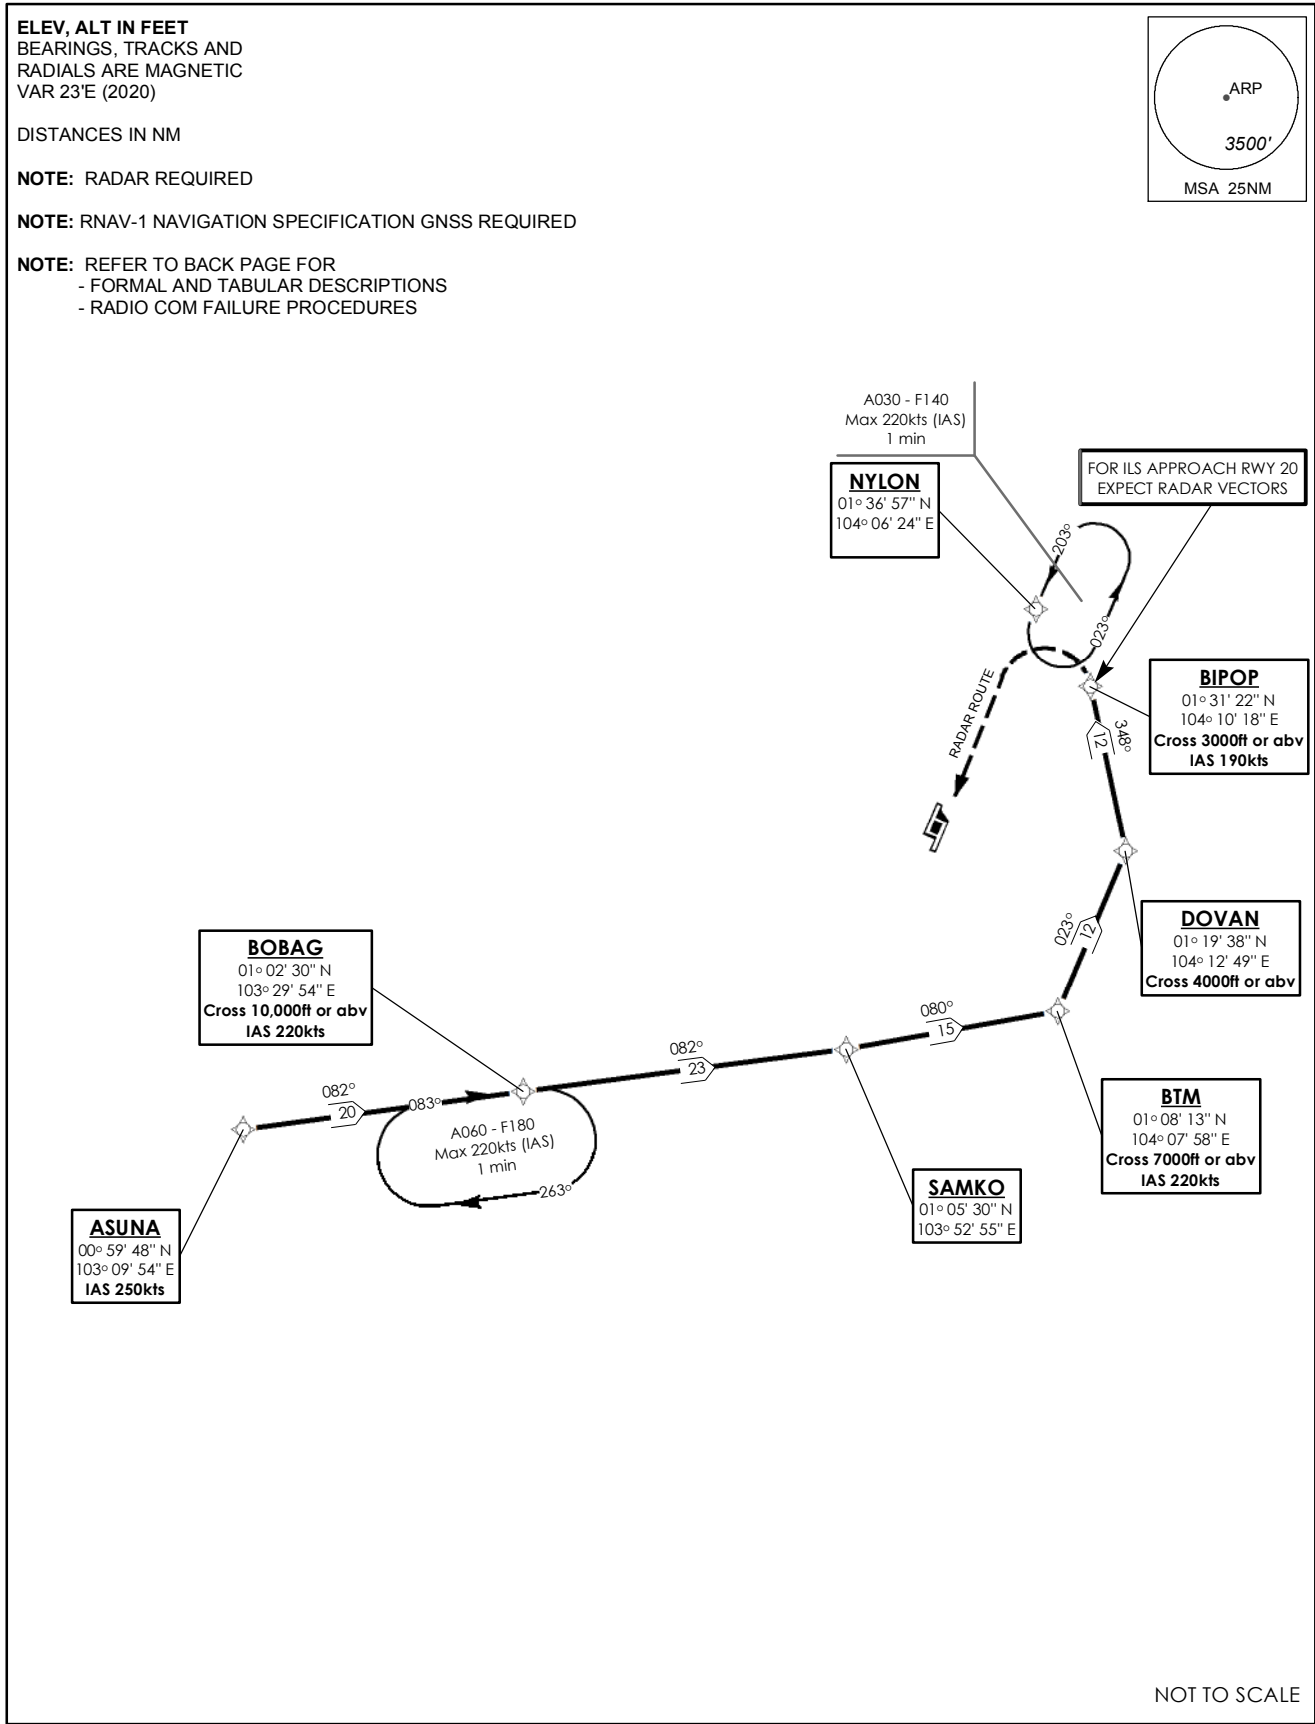 ELEV, ALT IN FEET
BEARINGS, TRACKS AND
RADIALS ARE MAGNETIC
VAR 23'E (2020)
DISTANCES IN NM
NOTE: RADAR REQUIRED
NOTE: RNAV-1 NAVIGATION SPECIFICATION GNSS REQUIRED
NOTE: REFER TO BACK PAGE FOR
- FORMAL AND TABULAR DESCRIPTIONS
- RADIO COM FAILURE PROCEDURES
ARP
3500'
MSA 25NM
A030 - F140
Max 220kts (IAS)
1 min
NYLON
01° 36' 57" N
104° 06' 24" E
FOR ILS APPROACH RWY 20
EXPECT RADAR VECTORS
203°
023°
RADAR ROUTE
BIPOP
01° 31' 22" N
104° 10' 18" E
Cross 3000ft or abv
IAS 190kts
348°
12
DOVAN
01° 19' 38" N
104° 12' 49" E
Cross 4000ft or abv
023°
12
BOBAG
01° 02' 30" N
103° 29' 54" E
Cross 10,000ft or abv
IAS 220kts
080°
15
082°
23
082°
20
083°
A060 - F180
Max 220kts (IAS)
1 min
263°
BTM
01° 08' 13" N
104° 07' 58" E
Cross 7000ft or abv
IAS 220kts
SAMKO
01° 05' 30" N
103° 52' 55" E
ASUNA
00° 59' 48" N
103° 09' 54" E
IAS 250kts
NOT TO SCALE